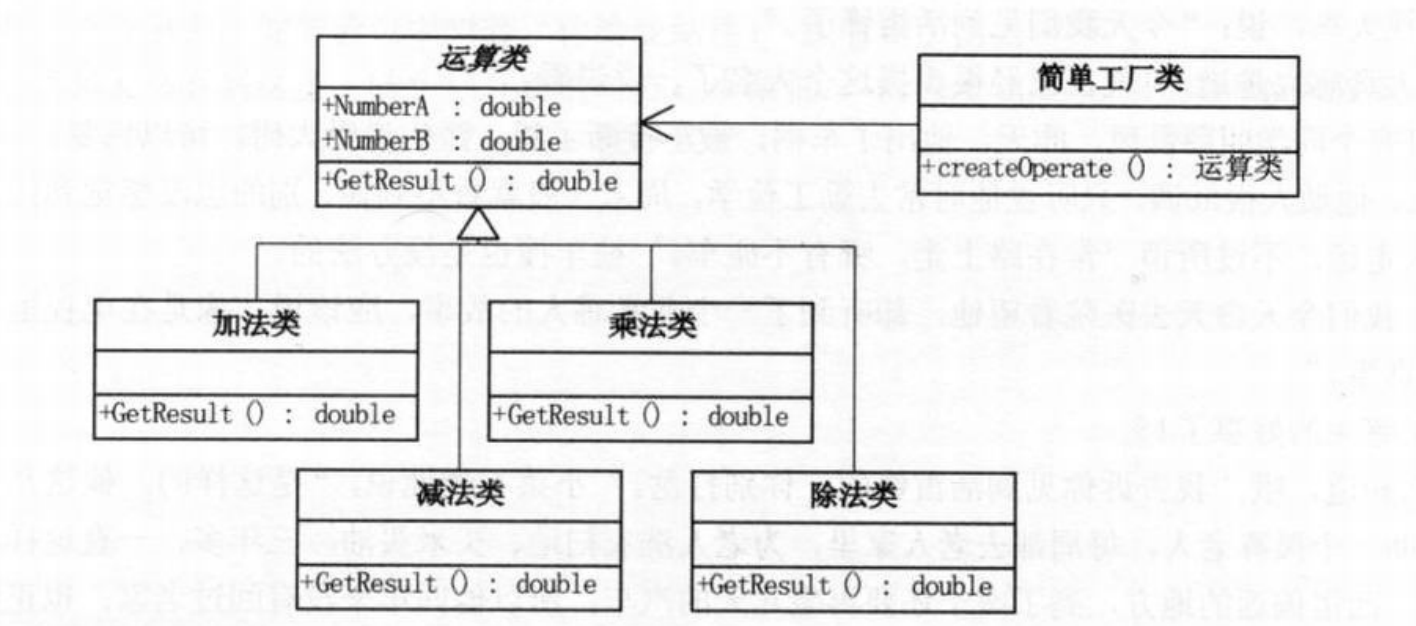 运算类
+NumberA : double
+NumberB : double
+GetResult () : double
简单工厂类
+createOperate () : 运算类
加法类
+GetResult () : double
乘法类
+GetResult () : double
减法类
+GetResult () : double
除法类
+GetResult () : double